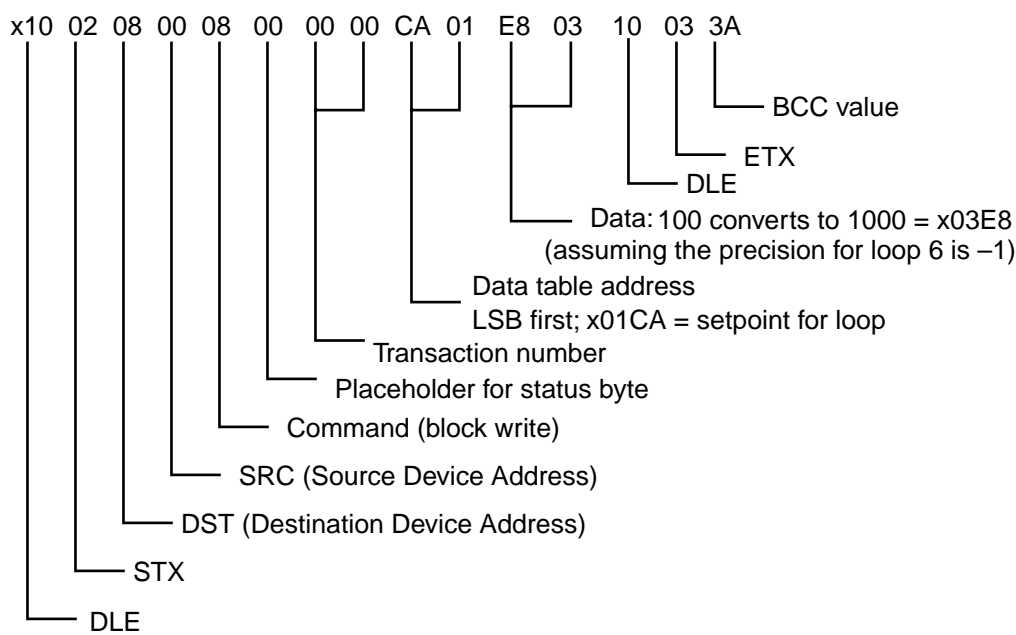 x10 02 08 00 08 00 00 00 CA 01 E8 03 10 03 3A
BCC value
ETX
DLE
Data: 100 converts to 1000 = x03E8
(assuming the precision for loop 6 is –1)
Data table address
LSB first; x01CA = setpoint for loop
Transaction number
Placeholder for status byte
Command (block write)
SRC (Source Device Address)
DST (Destination Device Address)
STX
DLE